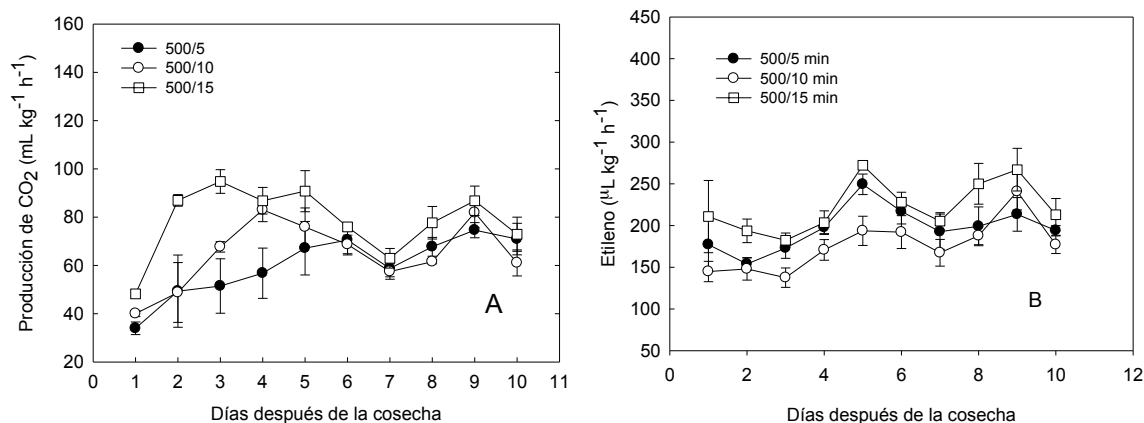 160
140
120
100
80
60
40
20
Producción de CO2 (mL kg-1 h-1)
500/5
500/10
500/15
A
0 1 2 3 4 5 6 7 8 9 10 11
Días después de la cosecha
450
400
350
300
250
200
150
100
50
Etileno (µL kg-1 h-1)
500/5 min
500/10 min
500/15 min
B
0 2 4 6 8 10 12
Días después de la cosecha